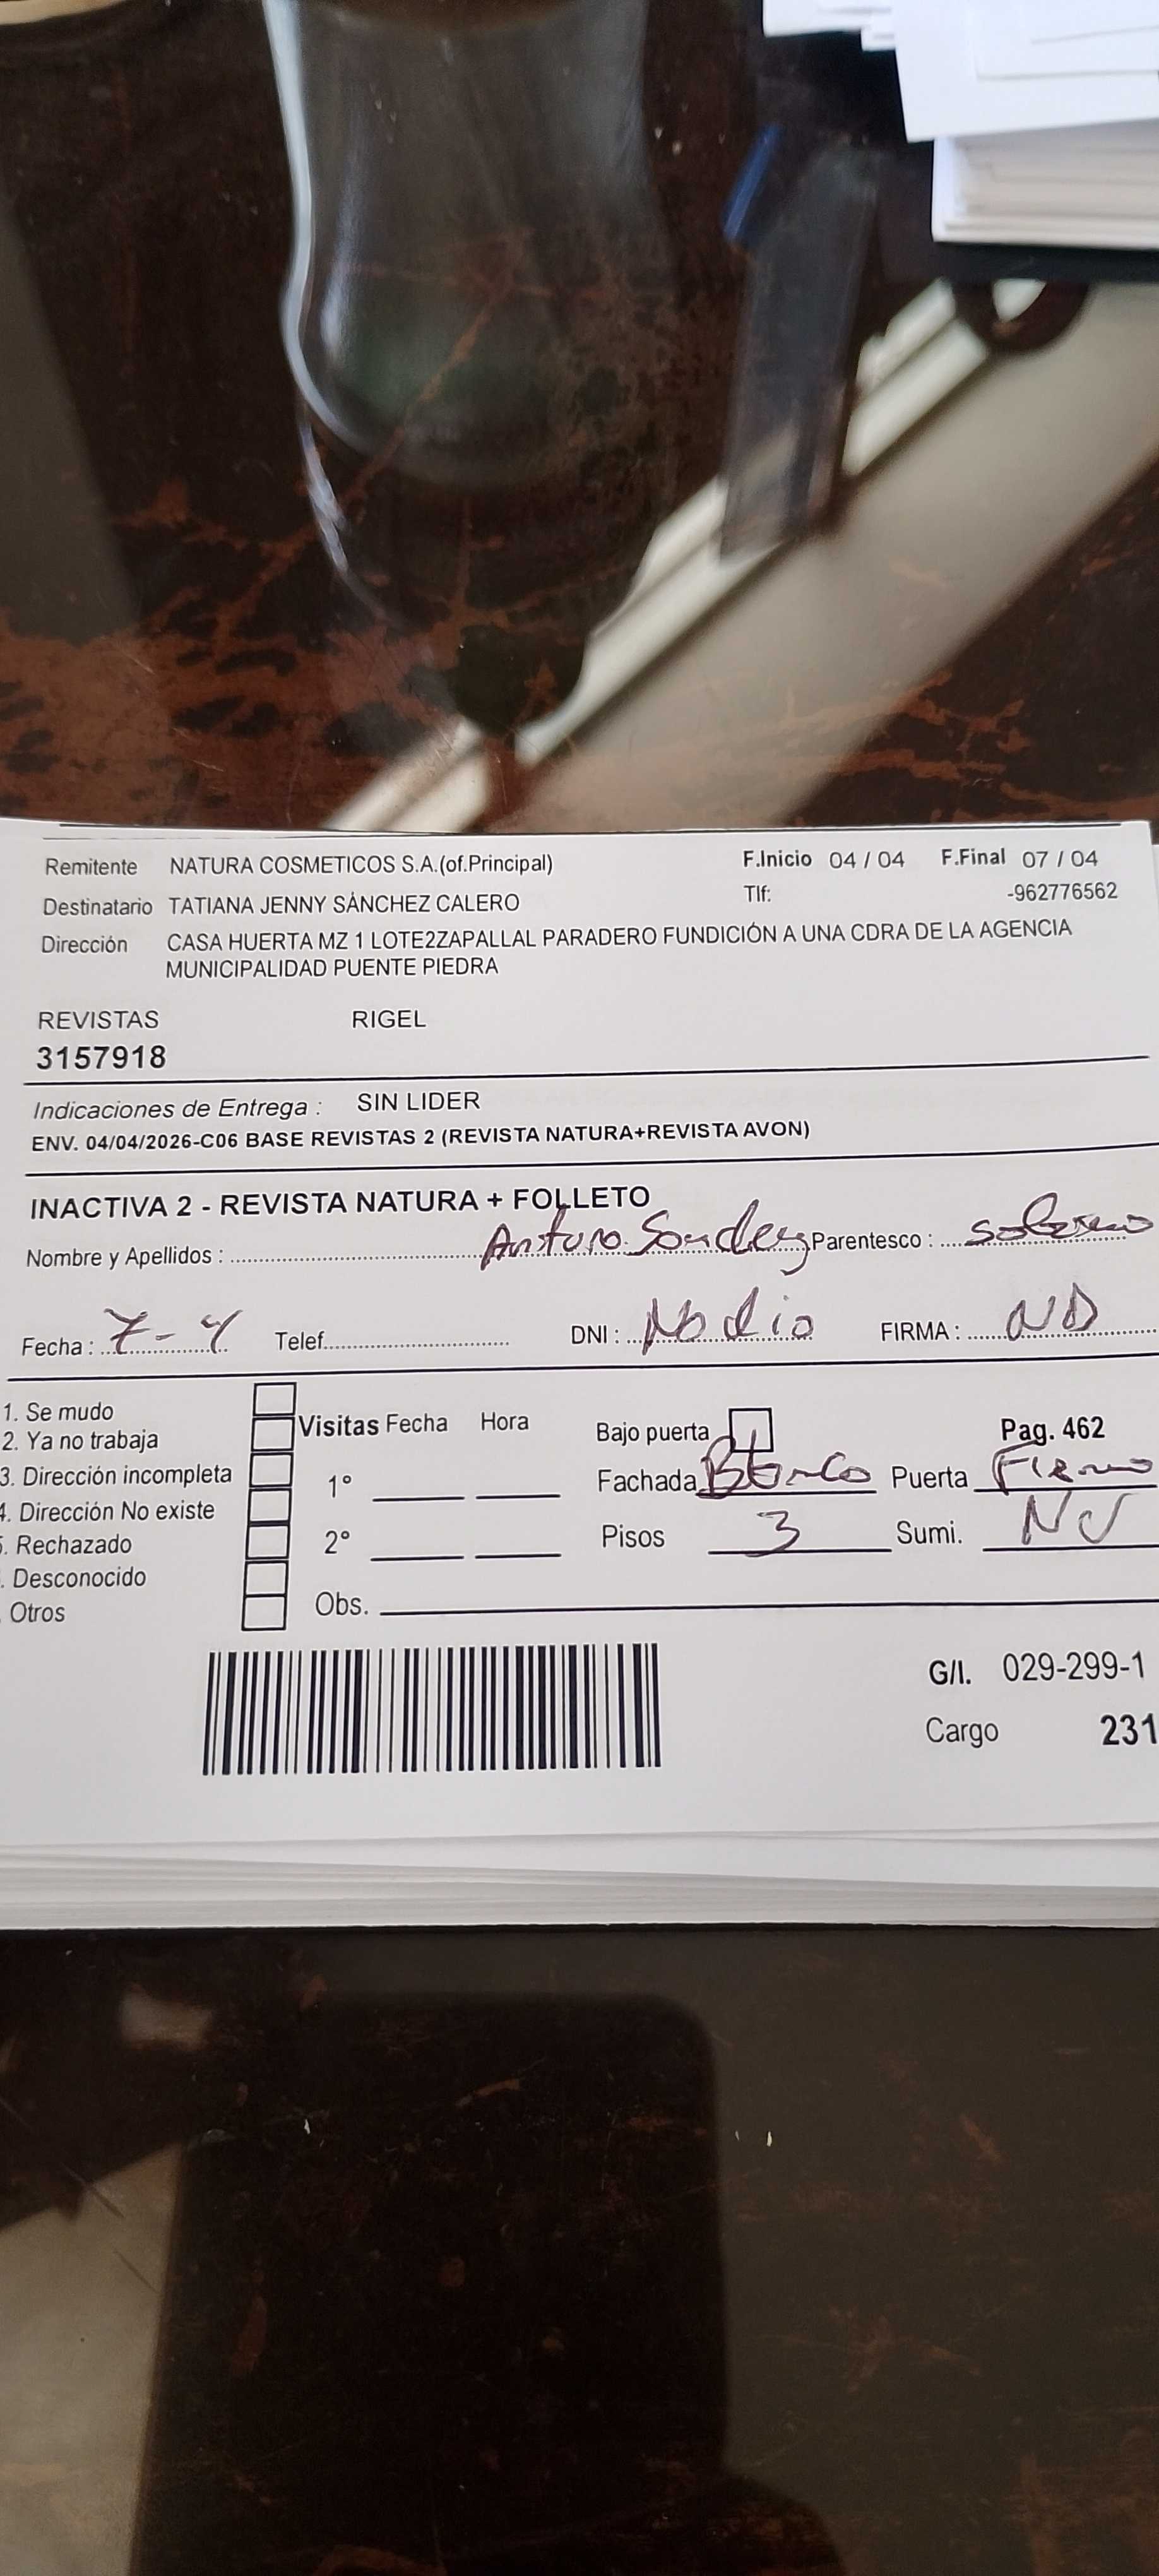 Remitente NATURA COSMETICOS S.A.(of.Principal) F.Inicio 04 / 04 F.Final 07 / 04
Destinatario TATIANA JENNY SÁNCHEZ CALERO Tlf: -962776562
Dirección CASA HUERTA MZ 1 LOTE2ZAPALLAL PARADERO FUNDICIÓN A UNA CDRA DE LA AGENCIA
MUNICIPALIDAD PUENTE PIEDRA
REVISTAS RIGEL
3157918
Indicaciones de Entrega : SIN LIDER
ENV. 04/04/2026-C06 BASE REVISTAS 2 (REVISTA NATURA+REVISTA AVON)
INACTIVA 2 - REVISTA NATURA + FOLLETO
Nombre y Apellidos : Arturo Sandez Parentesco : sobrino
Fecha : 7-4 Telef. DNI : No dio FIRMA : ND
1. Se mudo
2. Ya no trabaja
3. Dirección incompleta
4. Dirección No existe
5. Rechazado
. Desconocido
. Otros
Visitas Fecha Hora
1°
2°
Obs.
Bajo puerta Pag. 462
Fachada Blanco Puerta Fierro
Pisos 3 Sumi. NV
G/I. 029-299-1
Cargo 231